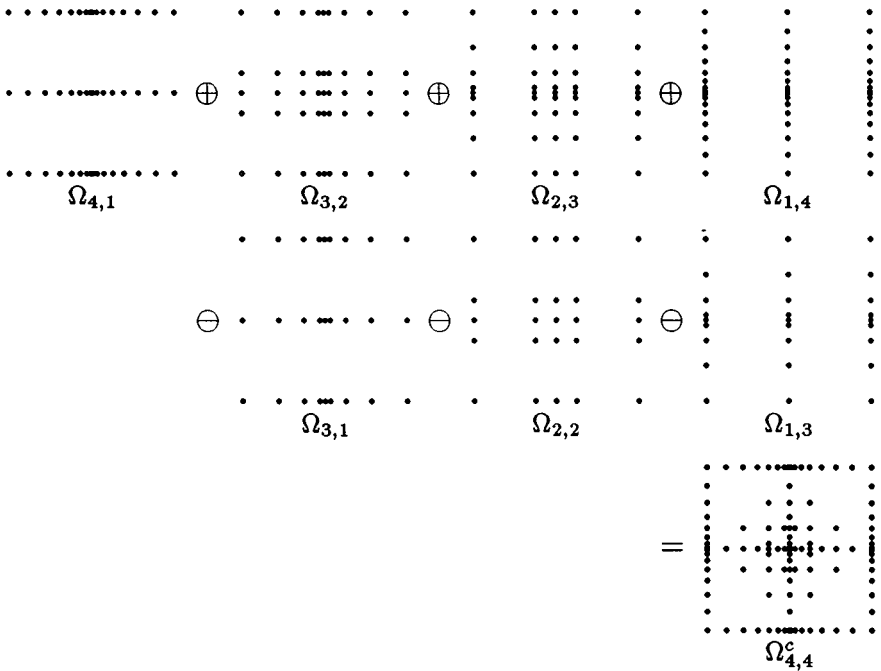 ⊕ ⊕ ⊕
Ω₄,₁ Ω₃,₂ Ω₂,₃ Ω₁,₄
⊖ ⊖ ⊖
Ω₃,₁ Ω₂,₂ Ω₁,₃
=
Ωᶜ₄,₄